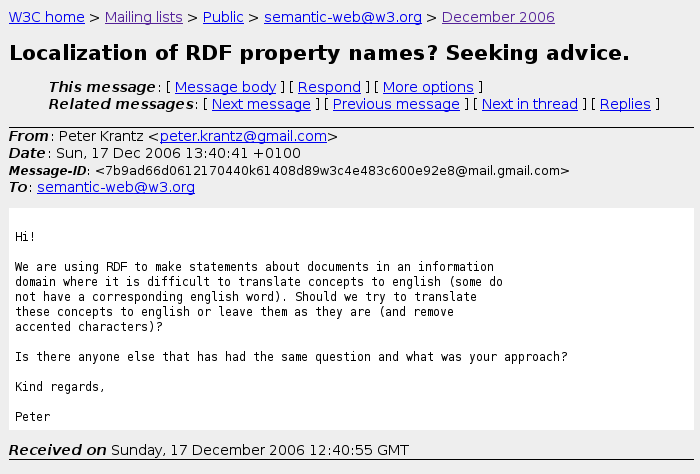 W3C home > Mailing lists > Public > semantic-web@w3.org > December 2006
Localization of RDF property names? Seeking advice.
This message: [ Message body ] [ Respond ] [ More options ]
Related messages: [ Next message ] [ Previous message ] [ Next in thread ] [ Replies ]
From: Peter Krantz <peter.krantz@gmail.com>
Date: Sun, 17 Dec 2006 13:40:41 +0100
Message-ID: <7b9ad66d0612170440k61408d89w3c4e483c600e92e8@mail.gmail.com>
To: semantic-web@w3.org
Hi!
We are using RDF to make statements about documents in an information
domain where it is difficult to translate concepts to english (some do
not have a corresponding english word). Should we try to translate
these concepts to english or leave them as they are (and remove
accented characters)?
Is there anyone else that has had the same question and what was your approach?
Kind regards,
Peter
Received on Sunday, 17 December 2006 12:40:55 GMT